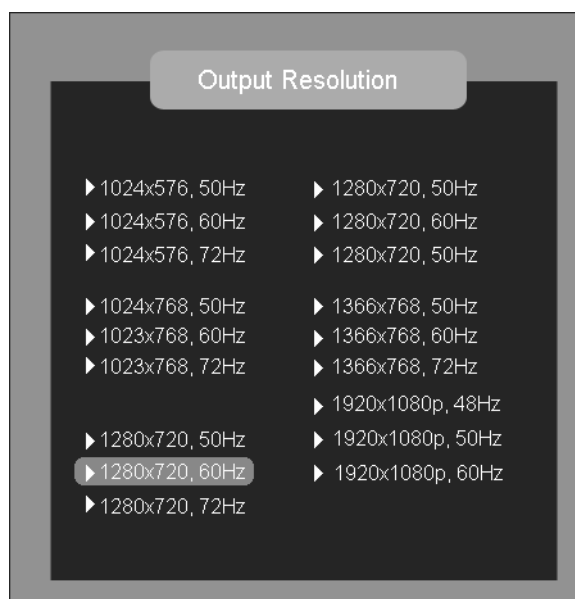 Output Resolution
1024x576, 50Hz
1024x576, 60Hz
1024x576, 72Hz
1024x768, 50Hz
1023x768, 60Hz
1023x768, 72Hz
1280x720, 50Hz
1280x720, 60Hz
1280x720, 72Hz
1280x720, 50Hz
1280x720, 60Hz
1280x720, 50Hz
1366x768, 50Hz
1366x768, 60Hz
1366x768, 72Hz
1920x1080p, 48Hz
1920x1080p, 50Hz
1920x1080p, 60Hz